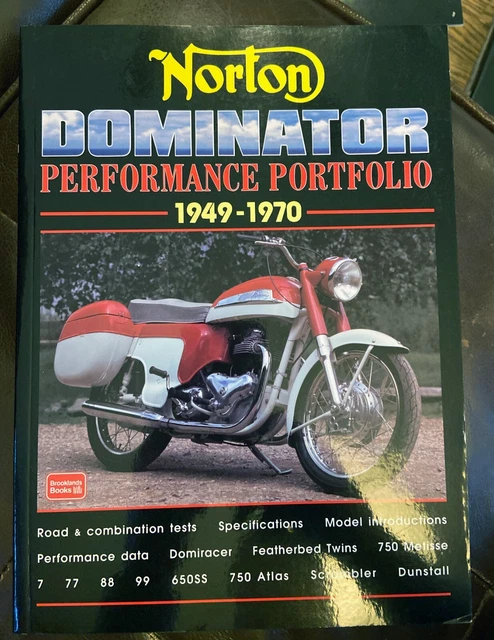 Norton
DOMINATOR
PERFORMANCE PORTFOLIO
1949-1970
Brooklands
Books
Road & combination tests Specifications Model introductions
Performance data Domiracer Featherbed Twins 750 Metisse
7 77 88 99 650SS 750 Atlas Scrambler Dunstall